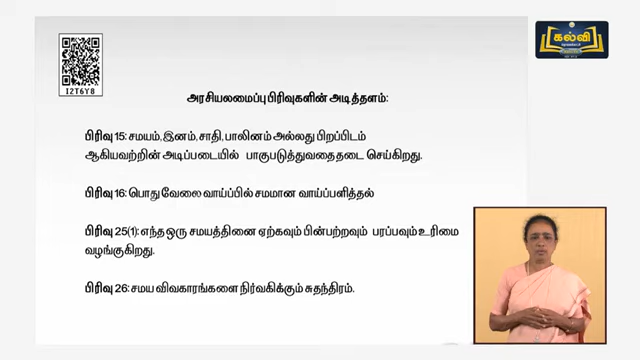 கல்வி
I2T6Y8
அரசியலமைப்பு பிரிவுகளின் அடித்தளம்:
பிரிவு 15: சமயம், இனம், சாதி, பாலினம் அல்லது பிறப்பிடம்
ஆகியவற்றின் அடிப்படையில் பாகுபடுத்துவதை தடை செய்கிறது.
பிரிவு 16: பொது வேலை வாய்ப்பில் சமமான வாய்ப்பளித்தல்
பிரிவு 25(1): எந்த ஒரு சமயத்தினை ஏற்கவும் பின்பற்றவும் பரப்பவும் உரிமை
வழங்குகிறது.
பிரிவு 26: சமய விவகாரங்களை நிர்வகிக்கும் சுதந்திரம்.